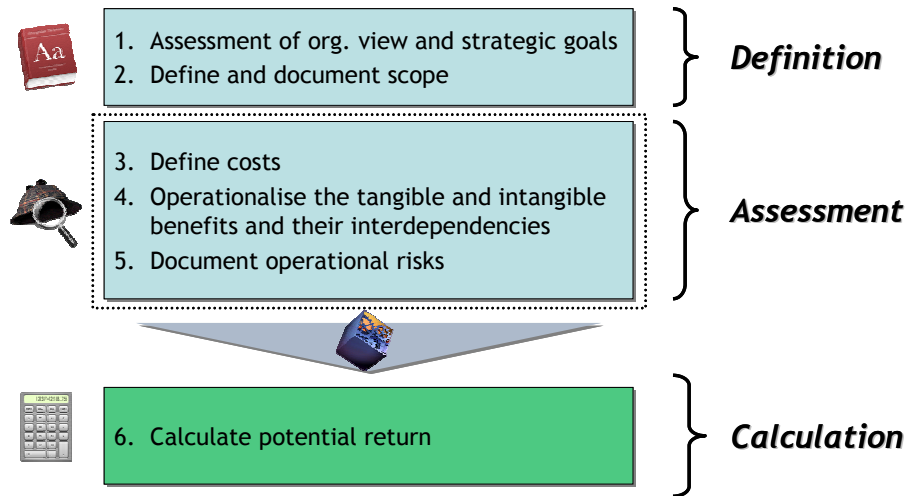 Aa
1. Assessment of org. view and strategic goals
2. Define and document scope
Definition
3. Define costs
4. Operationalise the tangible and intangible
benefits and their interdependencies
5. Document operational risks
Assessment
6. Calculate potential return
Calculation